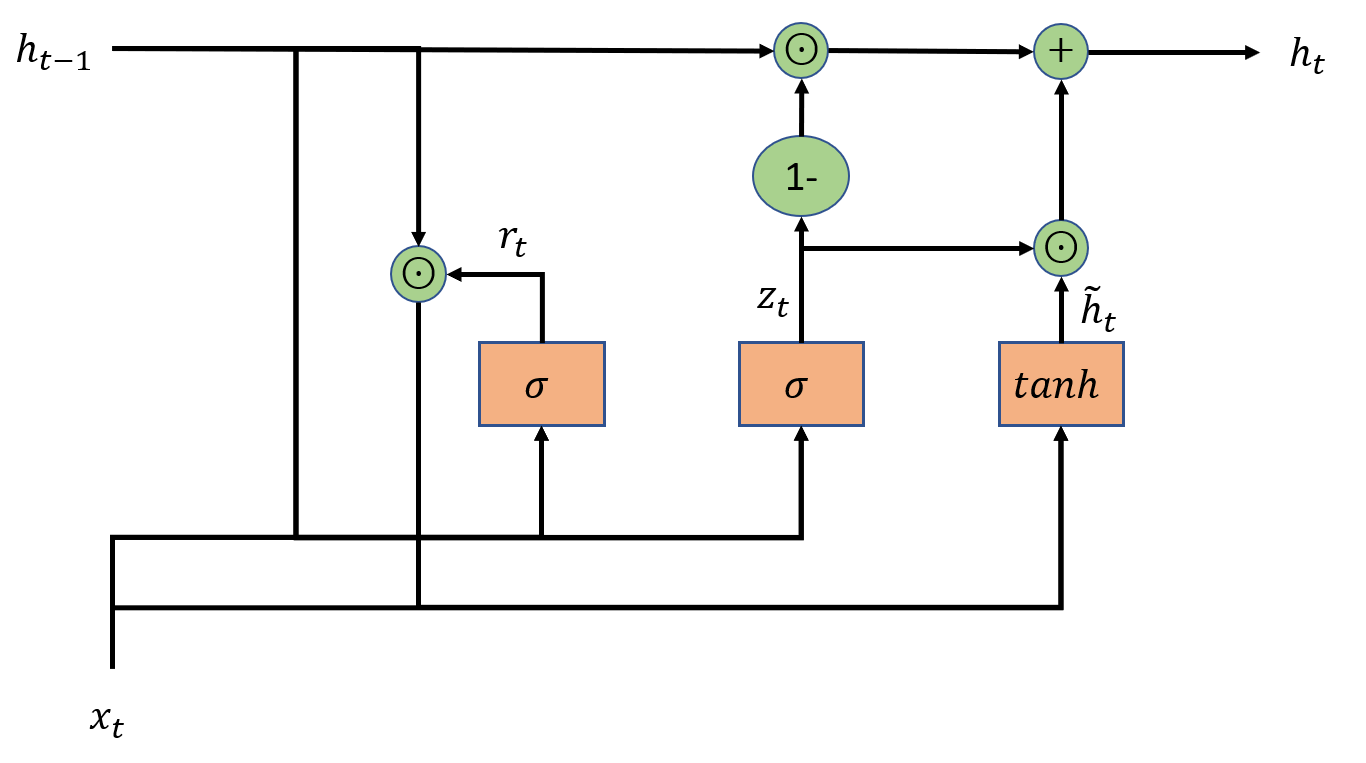 h_{t-1}
⊙
+
h_t
1-
r_t
⊙
⊙
z_t
h̃_t
σ
σ
tanh
x_t